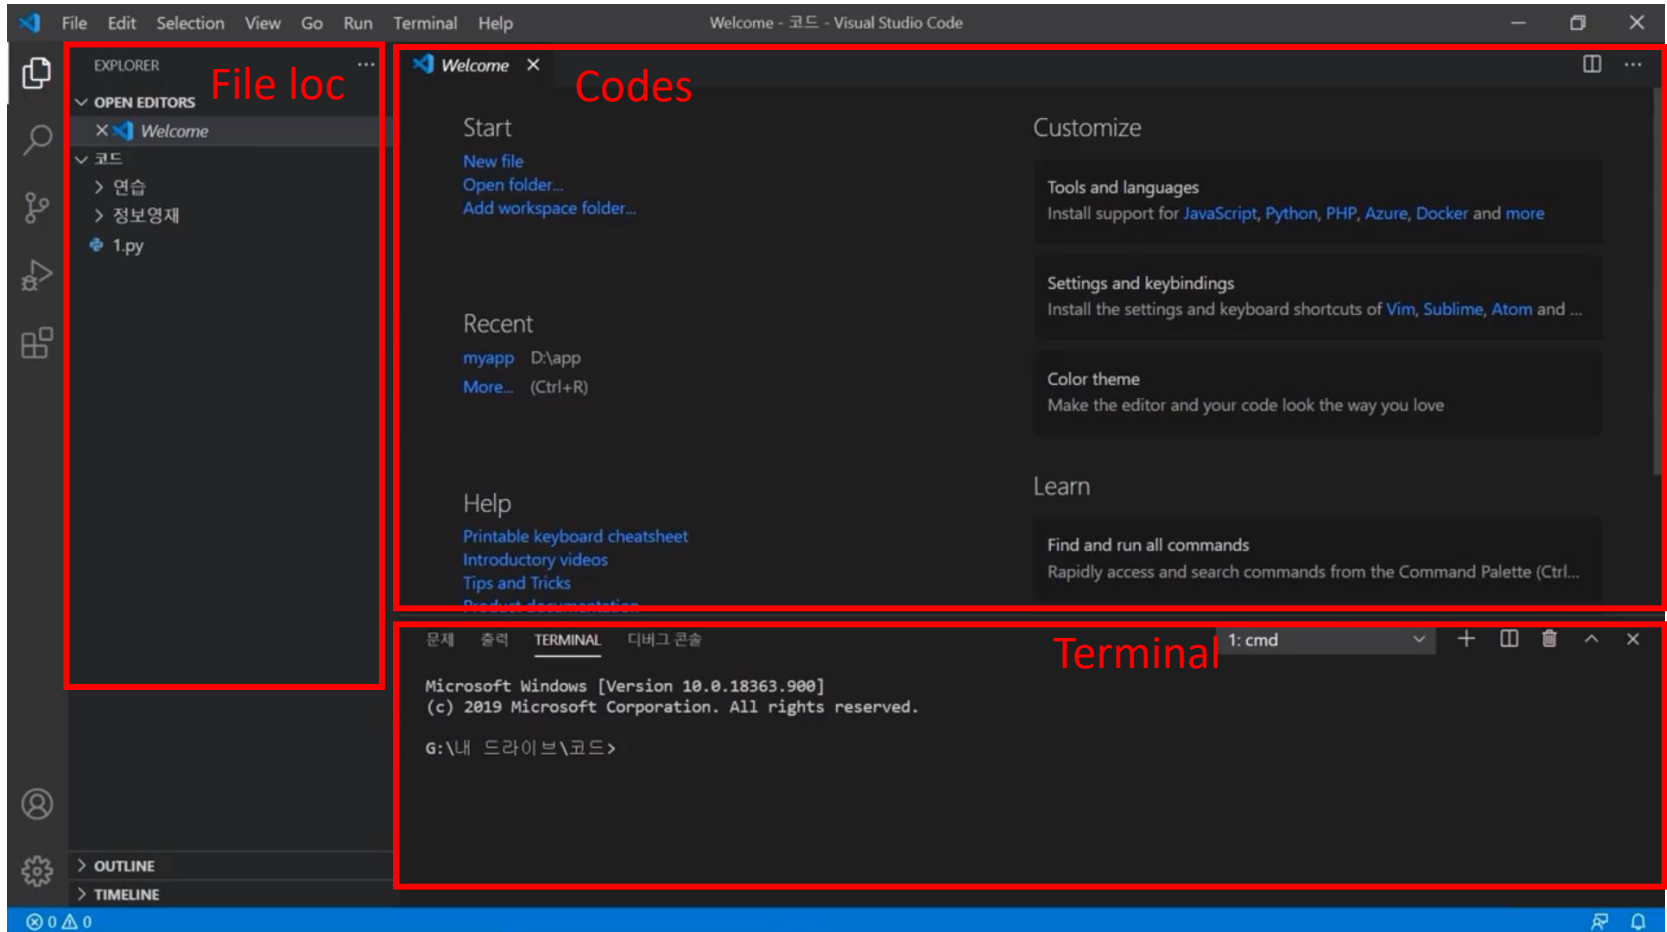 File Edit Selection View Go Run Terminal Help
Welcome - 코드 - Visual Studio Code
EXPLORER
File loc
OPEN EDITORS
Welcome
코드
연습
정보영재
1.py
OUTLINE
TIMELINE
Welcome
Codes
Start
New file
Open folder...
Add workspace folder...
Recent
myapp D:\app
More... (Ctrl+R)
Help
Printable keyboard cheatsheet
Introductory videos
Tips and Tricks
Product documentation
Customize
Tools and languages
Install support for JavaScript, Python, PHP, Azure, Docker and more
Settings and keybindings
Install the settings and keyboard shortcuts of Vim, Sublime, Atom and ...
Color theme
Make the editor and your code look the way you love
Learn
Find and run all commands
Rapidly access and search commands from the Command Palette (Ctrl...
문제 출력 TERMINAL 디버그 콘솔
Terminal
1: cmd
Microsoft Windows [Version 10.0.18363.900]
(c) 2019 Microsoft Corporation. All rights reserved.
G:\내 드라이브\코드>
0 0